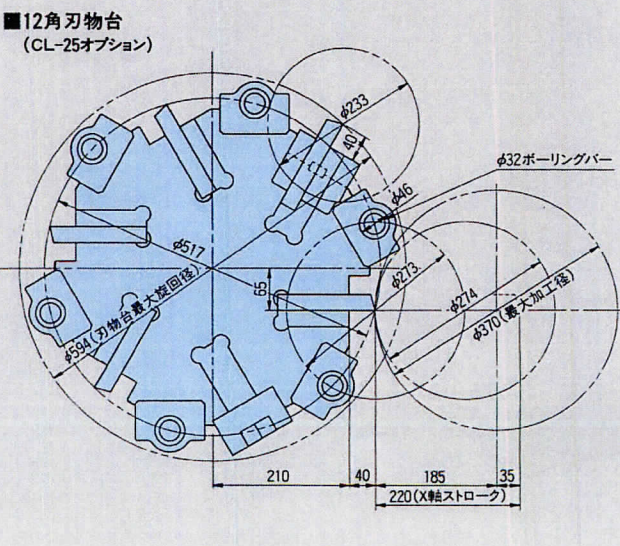 ■12角刃物台
(CL-25オプション)
φ233
40
φ32ボーリングバー
φ46
φ517
φ273
65
φ274
φ370(最大加工径)
φ594(刃物台最大旋回径)
210
40
185
35
220(X軸ストローク)